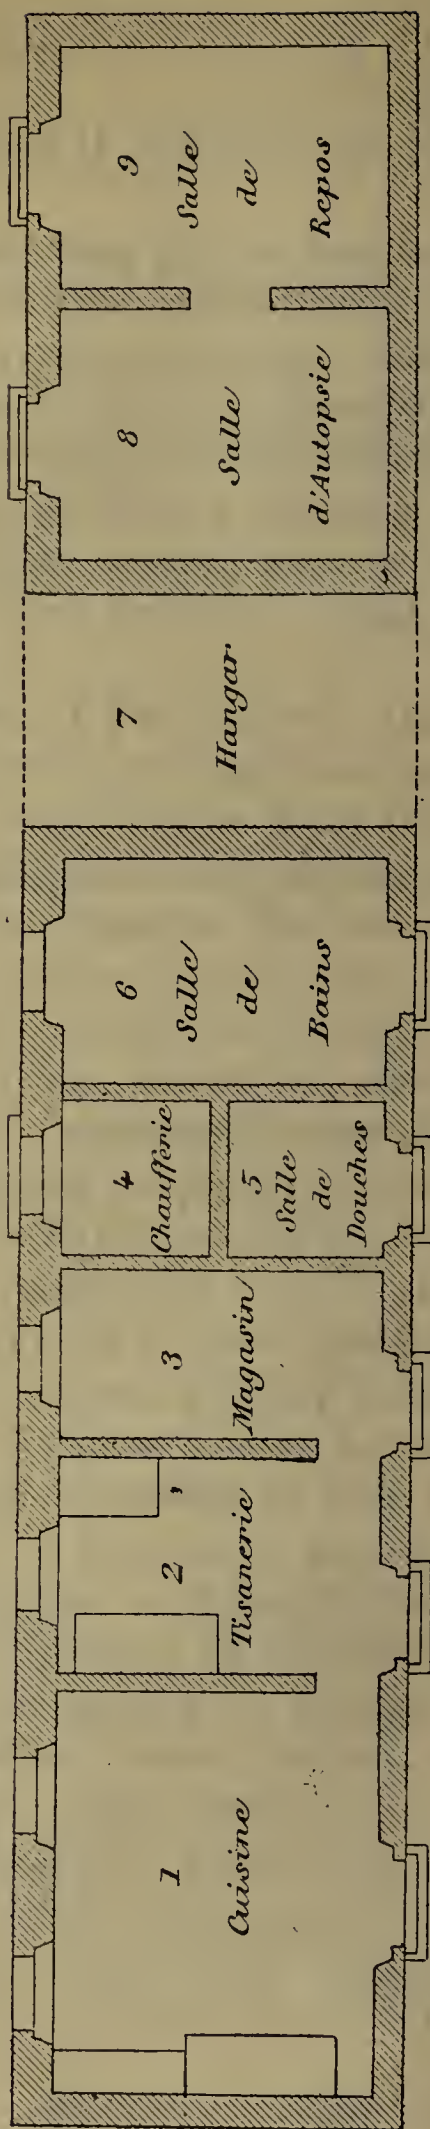 1
Cuisine
2
Tisanerie
3
Magasin
4
Chaufferie
5
Salle
de
Douches
6
Salle
de
Bains
7
Hangar
8
Salle
d'Autopsie
9
Salle
de
Repos